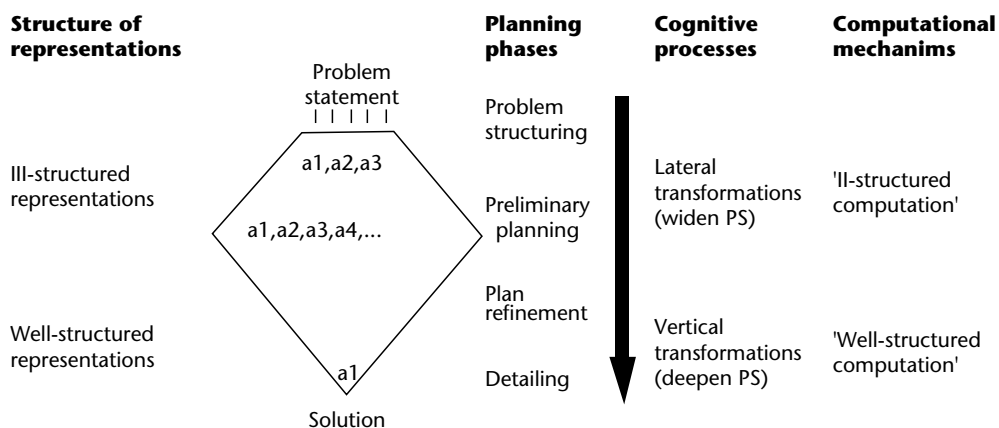 Structure of
representations
Planning
phases
Cognitive
processes
Computational
mechanims
Problem
statement
a1,a2,a3
a1,a2,a3,a4,...
a1
Solution
III-structured
representations
Well-structured
representations
Problem
structuring
Preliminary
planning
Plan
refinement
Detailing
Lateral
transformations
(widen PS)
Vertical
transformations
(deepen PS)
'II-structured
computation'
'Well-structured
computation'